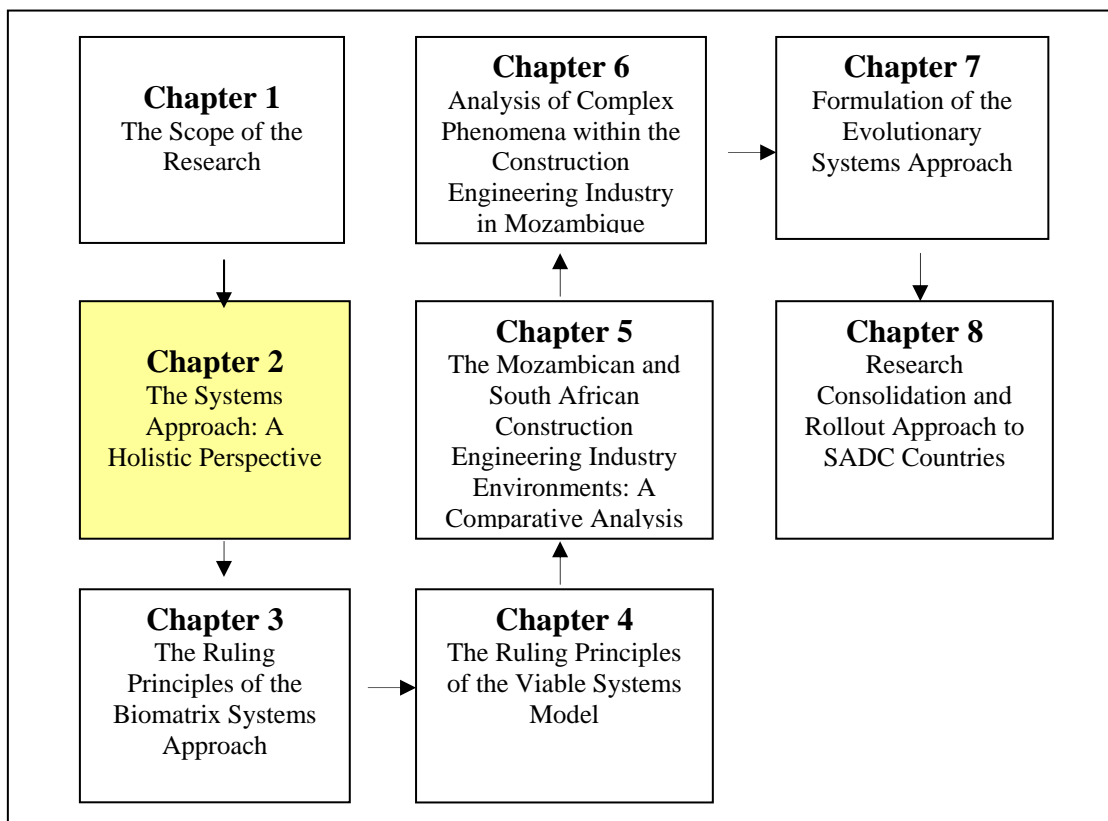 Chapter 1
The Scope of the
Research
Chapter 2
The Systems
Approach: A
Holistic Perspective
Chapter 3
The Ruling
Principles of the
Biomatrix Systems
Approach
Chapter 4
The Ruling Principles
of the Viable Systems
Model
Chapter 5
The Mozambican and
South African
Construction
Engineering Industry
Environments: A
Comparative Analysis
Chapter 6
Analysis of Complex
Phenomena within the
Construction
Engineering Industry
in Mozambique
Chapter 7
Formulation of the
Evolutionary
Systems Approach
Chapter 8
Research
Consolidation and
Rollout Approach to
SADC Countries